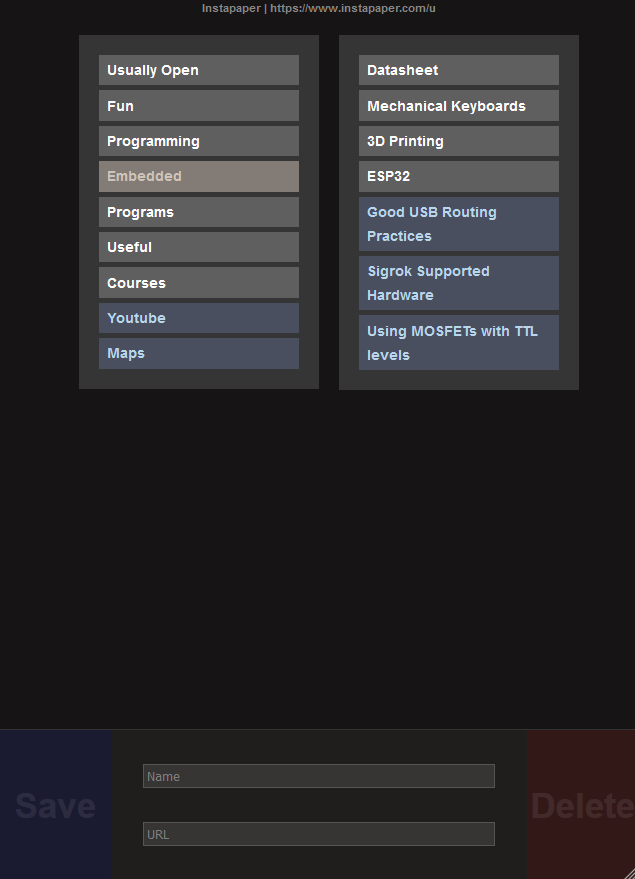 Instapaper | https://www.instapaper.com/u
Usually Open
Fun
Programming
Embedded
Programs
Useful
Courses
Youtube
Maps
Datasheet
Mechanical Keyboards
3D Printing
ESP32
Good USB Routing
Practices
Sigrok Supported
Hardware
Using MOSFETs with TTL
levels
Save
Name
URL
Delete